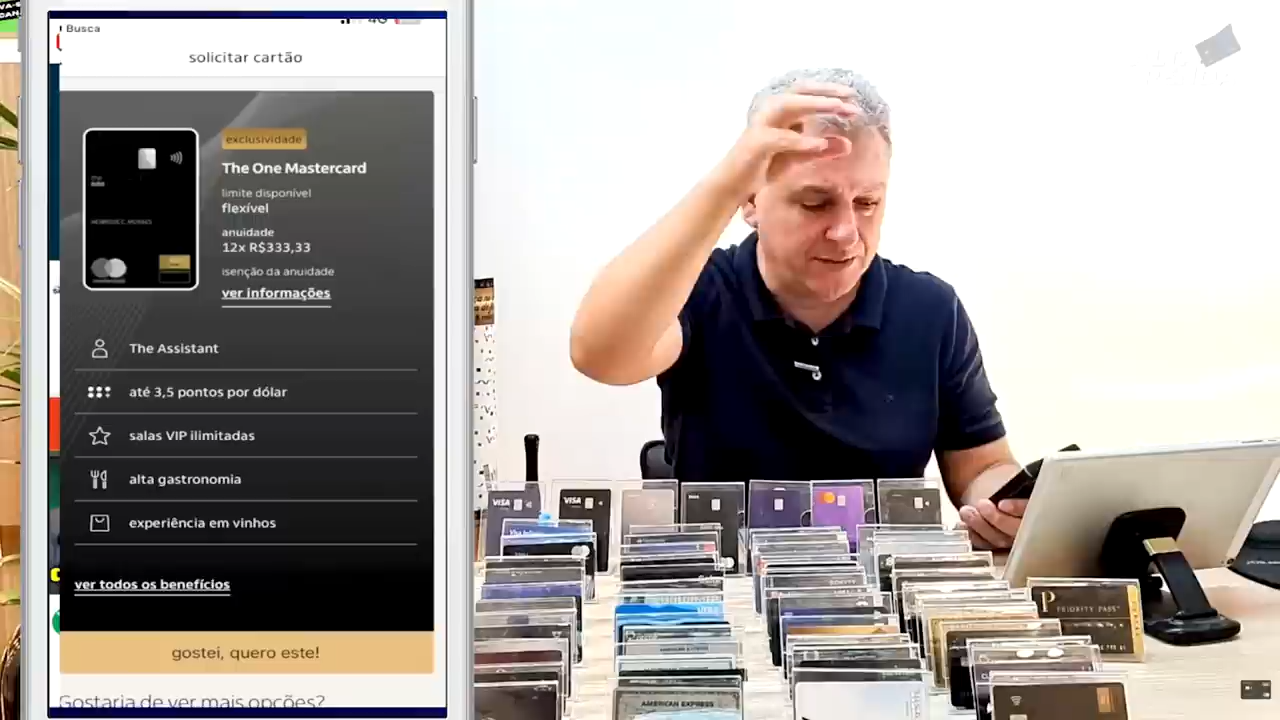 Busca
4G
solicitar cartão
exclusividade
The One Mastercard
limite disponível
flexível
anuidade
12x R$333,33
isenção da anuidade
ver informações
The Assistant
até 3,5 pontos por dólar
salas VIP ilimitadas
alta gastronomia
experiência em vinhos
ver todos os benefícios
gostei, quero este!
Gostaria de ver mais opções?
VISA
VISA
PRIORITY PASS
AMERICAN EXPRESS